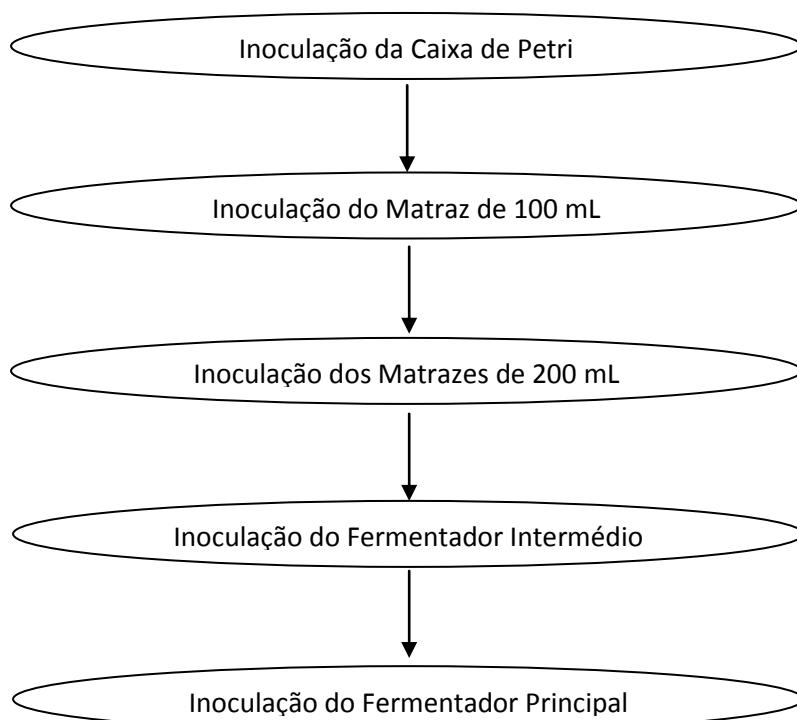 Inoculação da Caixa de Petri
Inoculação do Matraz de 100 mL
Inoculação dos Matrazes de 200 mL
Inoculação do Fermentador Intermédio
Inoculação do Fermentador Principal